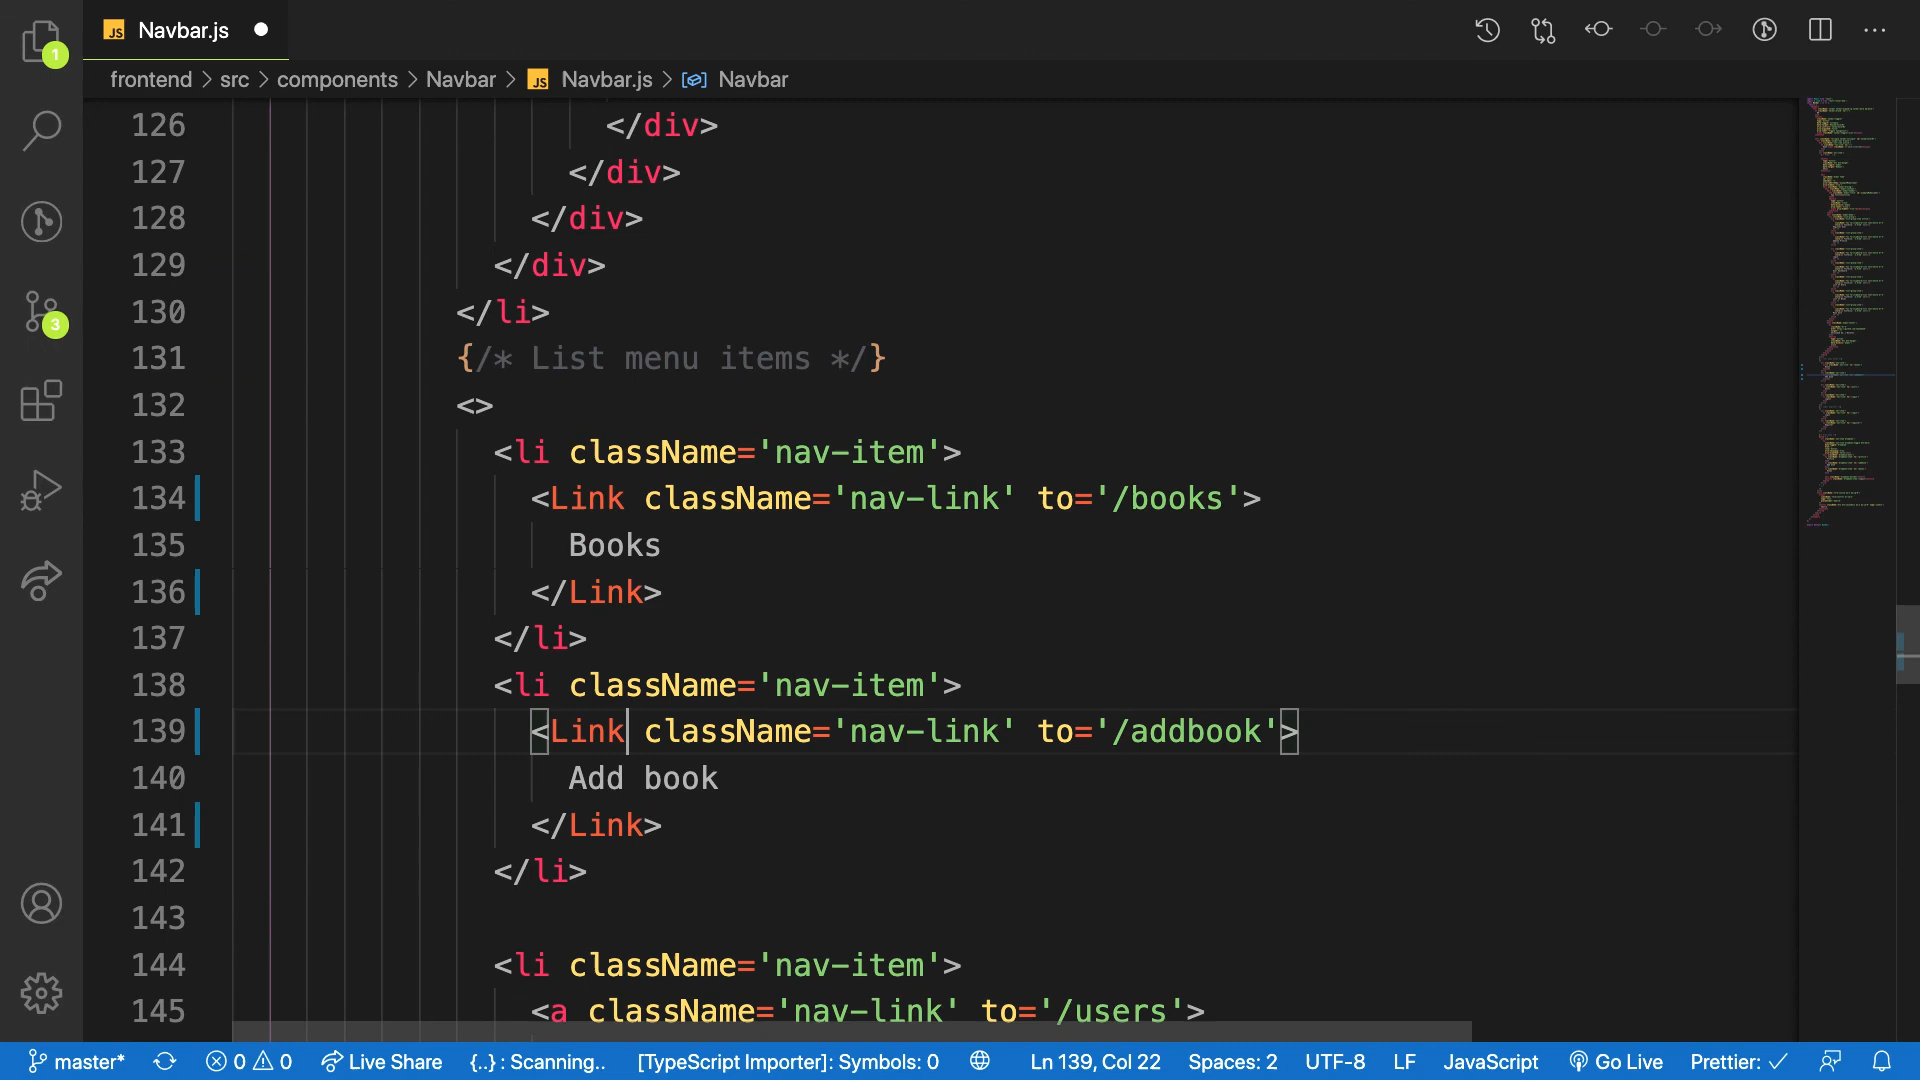 JS Navbar.js
1
frontend > src > components > Navbar > JS Navbar.js > Navbar
126 </div>
127 </div>
128 </div>
129 </div>
130 </li>
131 {/* List menu items */}
132 <>
133 <li className='nav-item'>
134 <Link className='nav-link' to='/books'>
135 Books
136 </Link>
137 </li>
138 <li className='nav-item'>
139 <Link className='nav-link' to='/addbook'>
140 Add book
141 </Link>
142 </li>
143
144 <li className='nav-item'>
145 <a className='nav-link' to='/users'>
3
master* 0 0 Live Share {..} : Scanning.. [TypeScript Importer]: Symbols: 0 Ln 139, Col 22 Spaces: 2 UTF-8 LF JavaScript Go Live Prettier: ✓